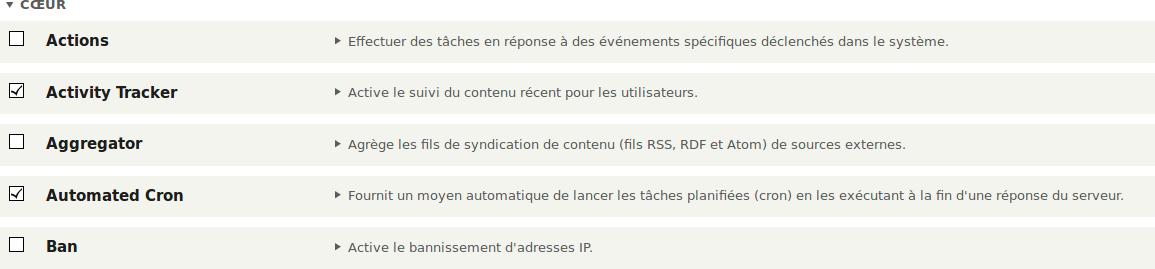 CŒUR
Actions
Effectuer des tâches en réponse à des événements spécifiques déclenchés dans le système.
Activity Tracker
Active le suivi du contenu récent pour les utilisateurs.
Aggregator
Agrège les fils de syndication de contenu (fils RSS, RDF et Atom) de sources externes.
Automated Cron
Fournit un moyen automatique de lancer les tâches planifiées (cron) en les exécutant à la fin d'une réponse du serveur.
Ban
Active le bannissement d'adresses IP.